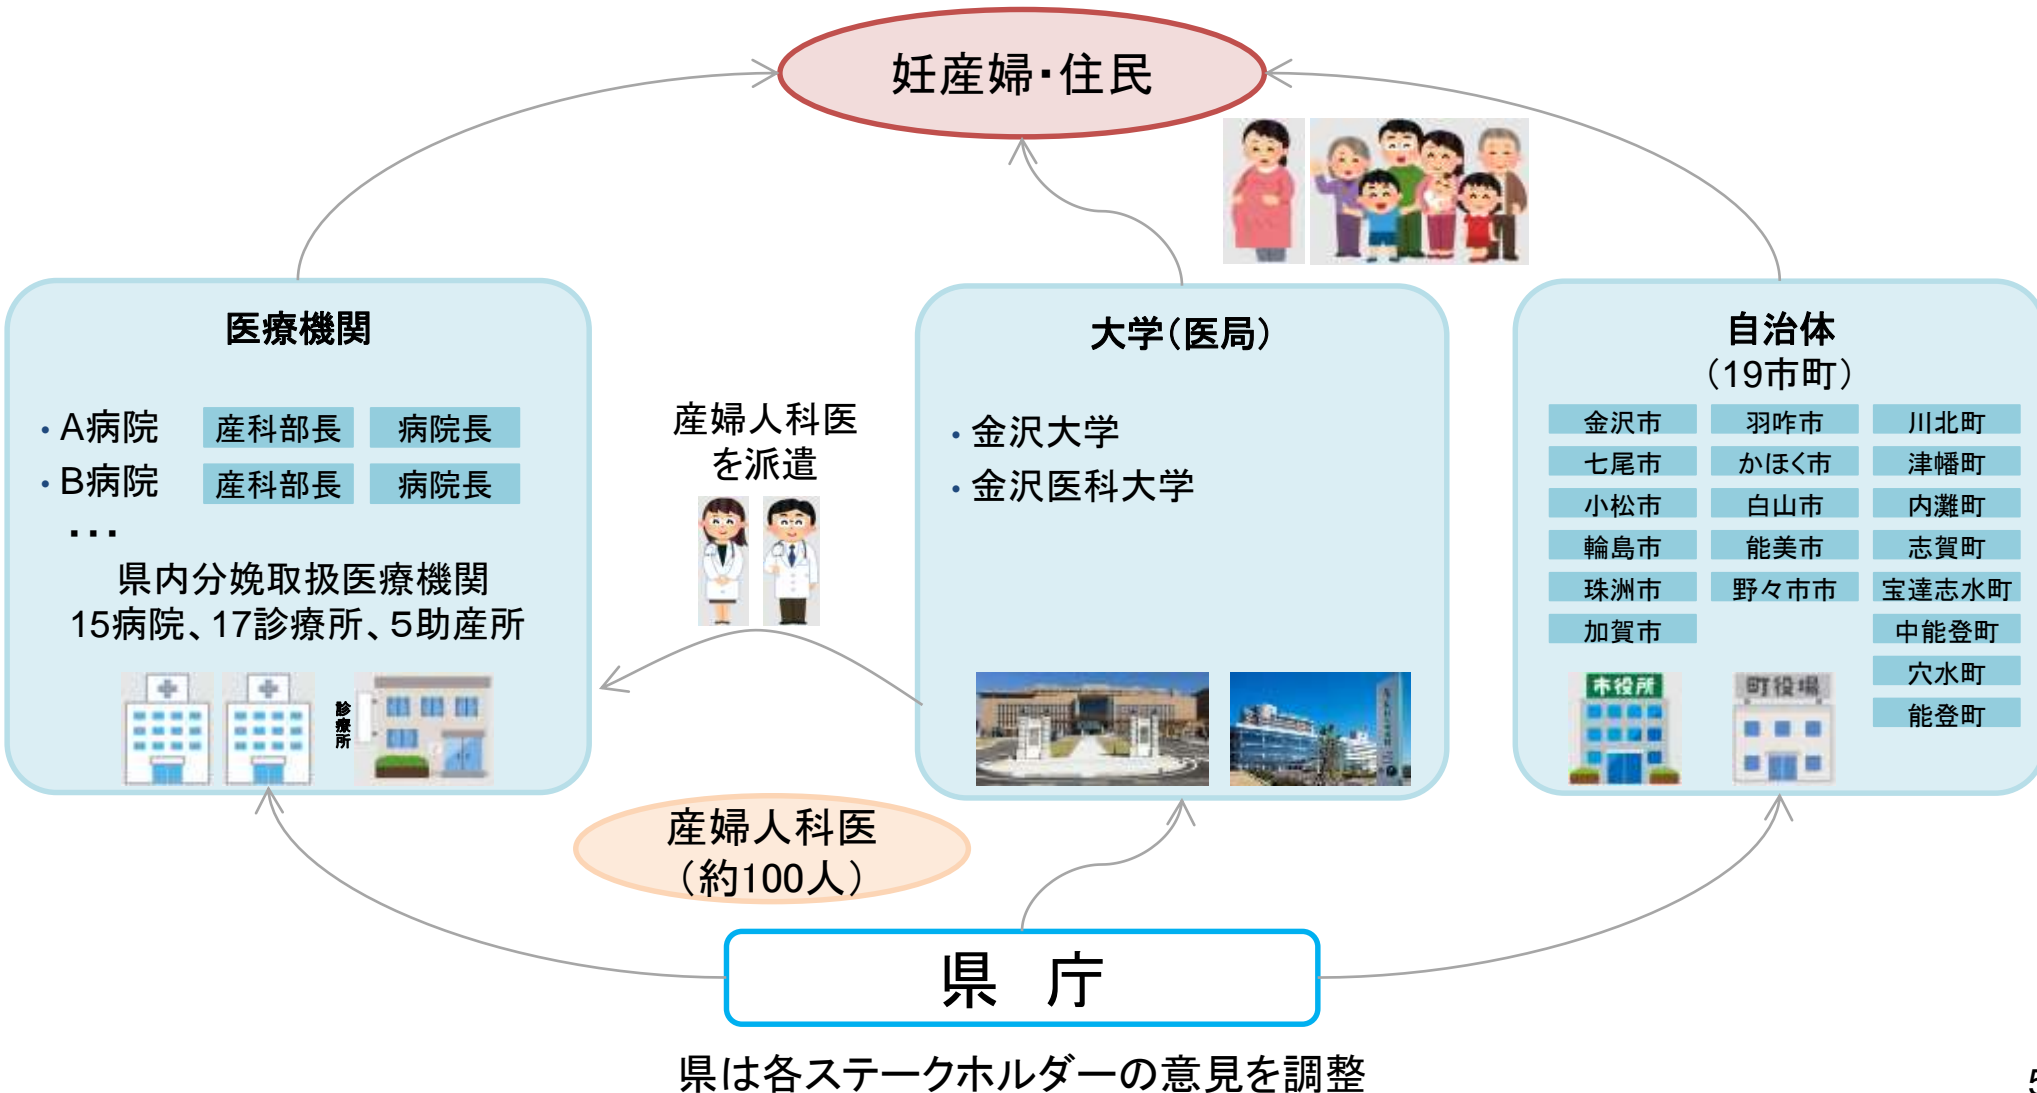 妊産婦・住民
医療機関
・A病院 産科部長 病院長
・B病院 産科部長 病院長
・・・
県内分娩取扱医療機関
15病院、17診療所、5助産所
診療所
産婦人科医
を派遣
大学（医局）
・金沢大学
・金沢医科大学
自治体
（19市町）
金沢市 羽咋市 川北町
七尾市 かほく市 津幡町
小松市 白山市 内灘町
輪島市 能美市 志賀町
珠洲市 野々市市 宝達志水町
加賀市 中能登町
穴水町
能登町
市役所
町役場
産婦人科医
（約100人）
県　庁
県は各ステークホルダーの意見を調整
5